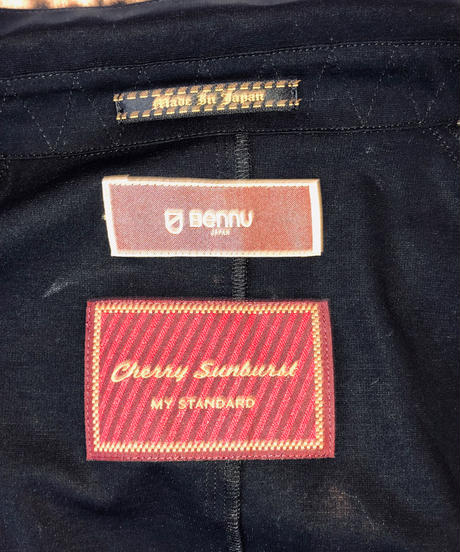 Made In Japan
Bennu
JAPAN
Cherry Sunburst
MY STANDARD